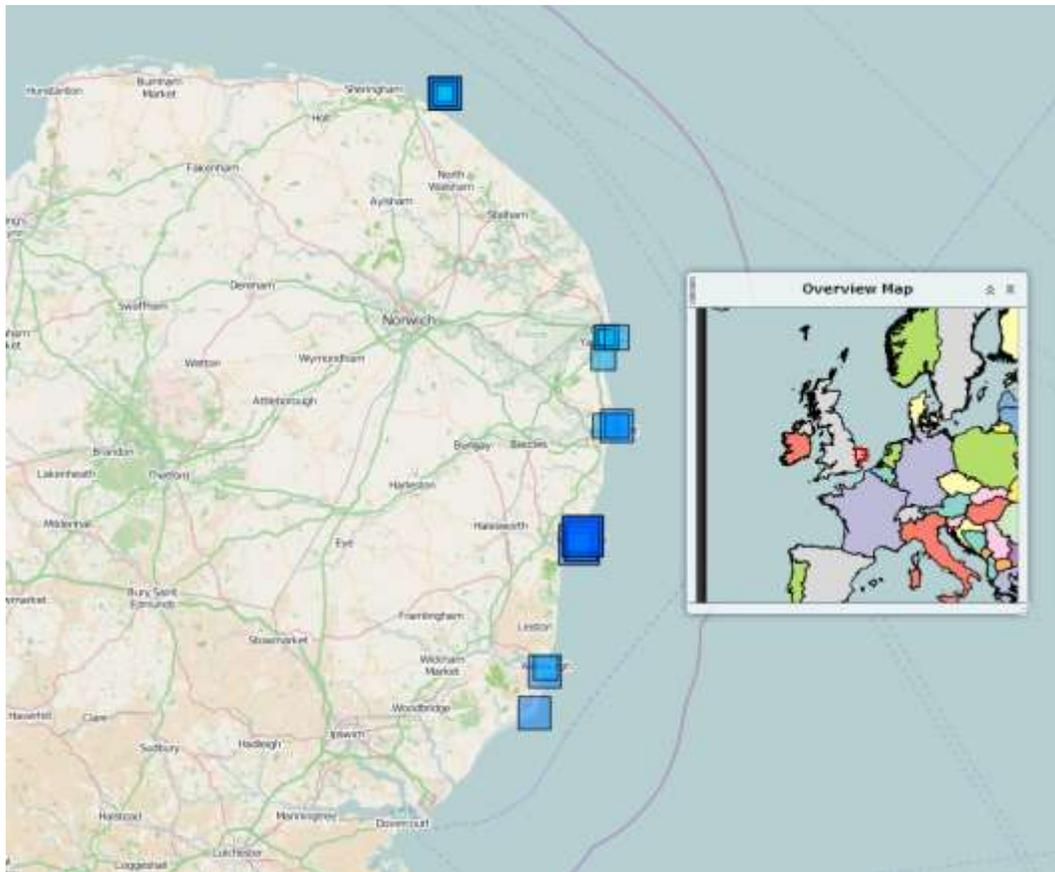 Hunstanton
Burnham
Market
Sheringham
Holt
Fakenham
North
Walsham
Aylsham
Stalham
Dereham
Swaffham
Norwich
Watton
Wymondham
Attleborough
Bungay
Beccles
Brandon
Lakenheath
Thetford
Harleston
Mildenhall
Halesworth
Eye
Bury Saint
Edmunds
Framlingham
Leiston
Stowmarket
Wickham
Market
Woodbridge
Clare
Ipswich
Sudbury
Hadleigh
Halstead
Manningtree
Dovercourt
Colchester
Coggeshall
Overview Map